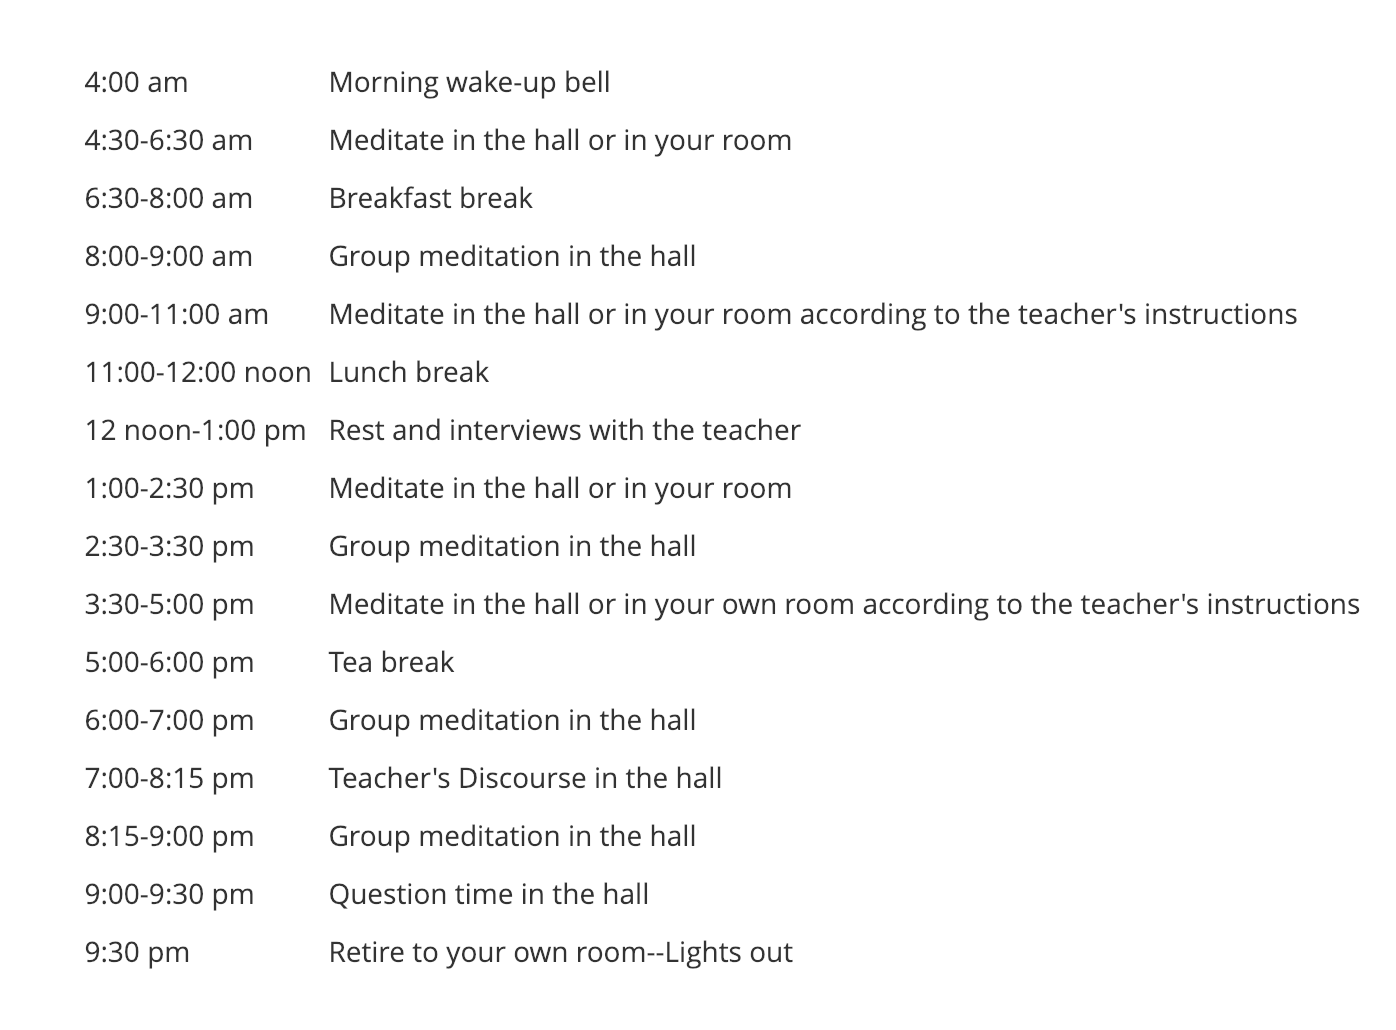 4:00 am Morning wake-up bell
4:30-6:30 am Meditate in the hall or in your room
6:30-8:00 am Breakfast break
8:00-9:00 am Group meditation in the hall
9:00-11:00 am Meditate in the hall or in your room according to the teacher's instructions
11:00-12:00 noon Lunch break
12 noon-1:00 pm Rest and interviews with the teacher
1:00-2:30 pm Meditate in the hall or in your room
2:30-3:30 pm Group meditation in the hall
3:30-5:00 pm Meditate in the hall or in your own room according to the teacher's instructions
5:00-6:00 pm Tea break
6:00-7:00 pm Group meditation in the hall
7:00-8:15 pm Teacher's Discourse in the hall
8:15-9:00 pm Group meditation in the hall
9:00-9:30 pm Question time in the hall
9:30 pm Retire to your own room--Lights out